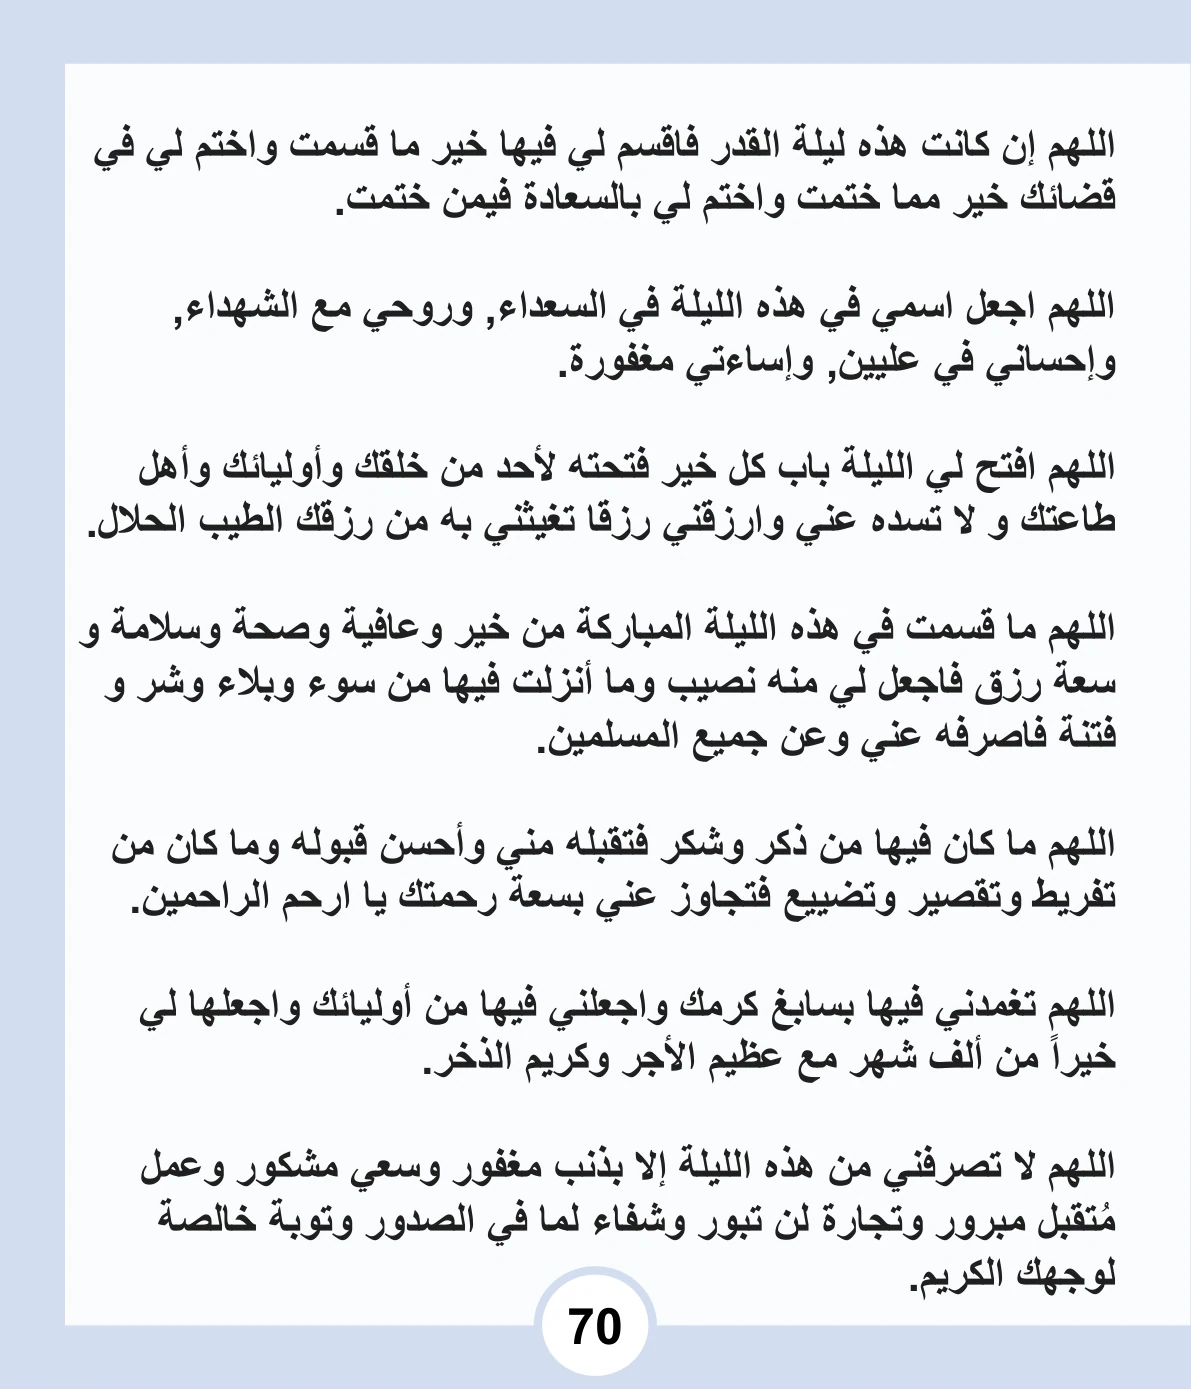 اللهم إن كانت هذه ليلة القدر فاقسم لي فيها خير ما قسمت واختم لي في
قضائك خير مما ختمت واختم لي بالسعادة فيمن ختمت.
اللهم اجعل اسمي في هذه الليلة في السعداء, وروحي مع الشهداء,
وإحساني في عليين, وإساءتي مغفورة.
اللهم افتح لي الليلة باب كل خير فتحته لأحد من خلقك وأوليائك وأهل
طاعتك و لا تسده عني وارزقني رزقا تغيثني به من رزقك الطيب الحلال.
اللهم ما قسمت في هذه الليلة المباركة من خير وعافية وصحة وسلامة و
سعة رزق فاجعل لي منه نصيب وما أنزلت فيها من سوء وبلاء وشر و
فتنة فاصرفه عني وعن جميع المسلمين.
اللهم ما كان فيها من ذكر وشكر فتقبله مني وأحسن قبوله وما كان من
تفريط وتقصير وتضييع فتجاوز عني بسعة رحمتك يا ارحم الراحمين.
اللهم تغمدني فيها بسابغ كرمك واجعلني فيها من أوليائك واجعلها لي
خيراً من ألف شهر مع عظيم الأجر وكريم الذخر.
اللهم لا تصرفني من هذه الليلة إلا بذنب مغفور وسعي مشكور وعمل
مُتقبل مبرور وتجارة لن تبور وشفاء لما في الصدور وتوبة خالصة
لوجهك الكريم.
70